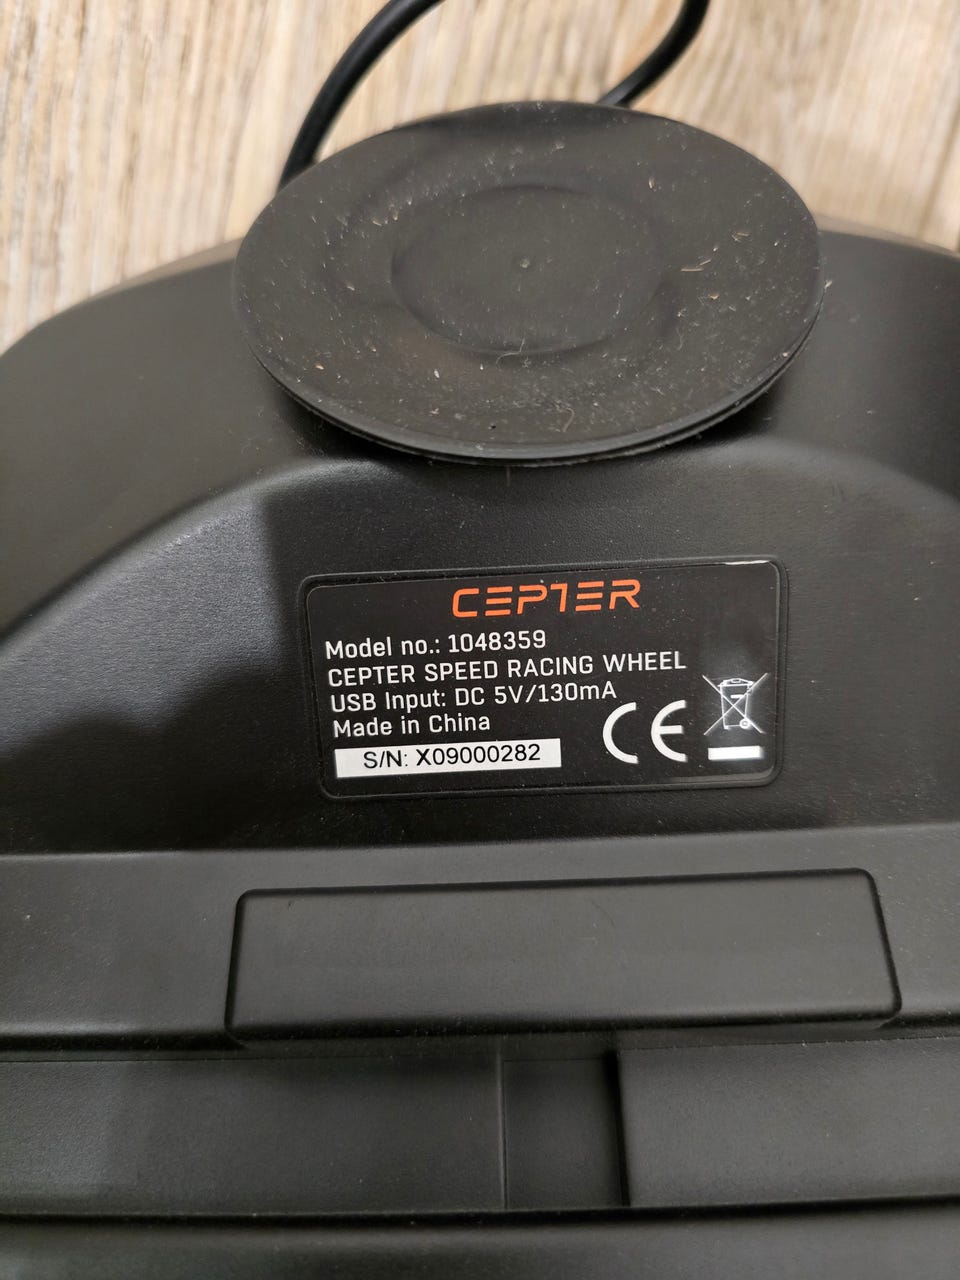 CEPTER
Model no.: 1048359
CEPTER SPEED RACING WHEEL
USB Input: DC 5V/130mA
Made in China
CE
S/N: X09000282